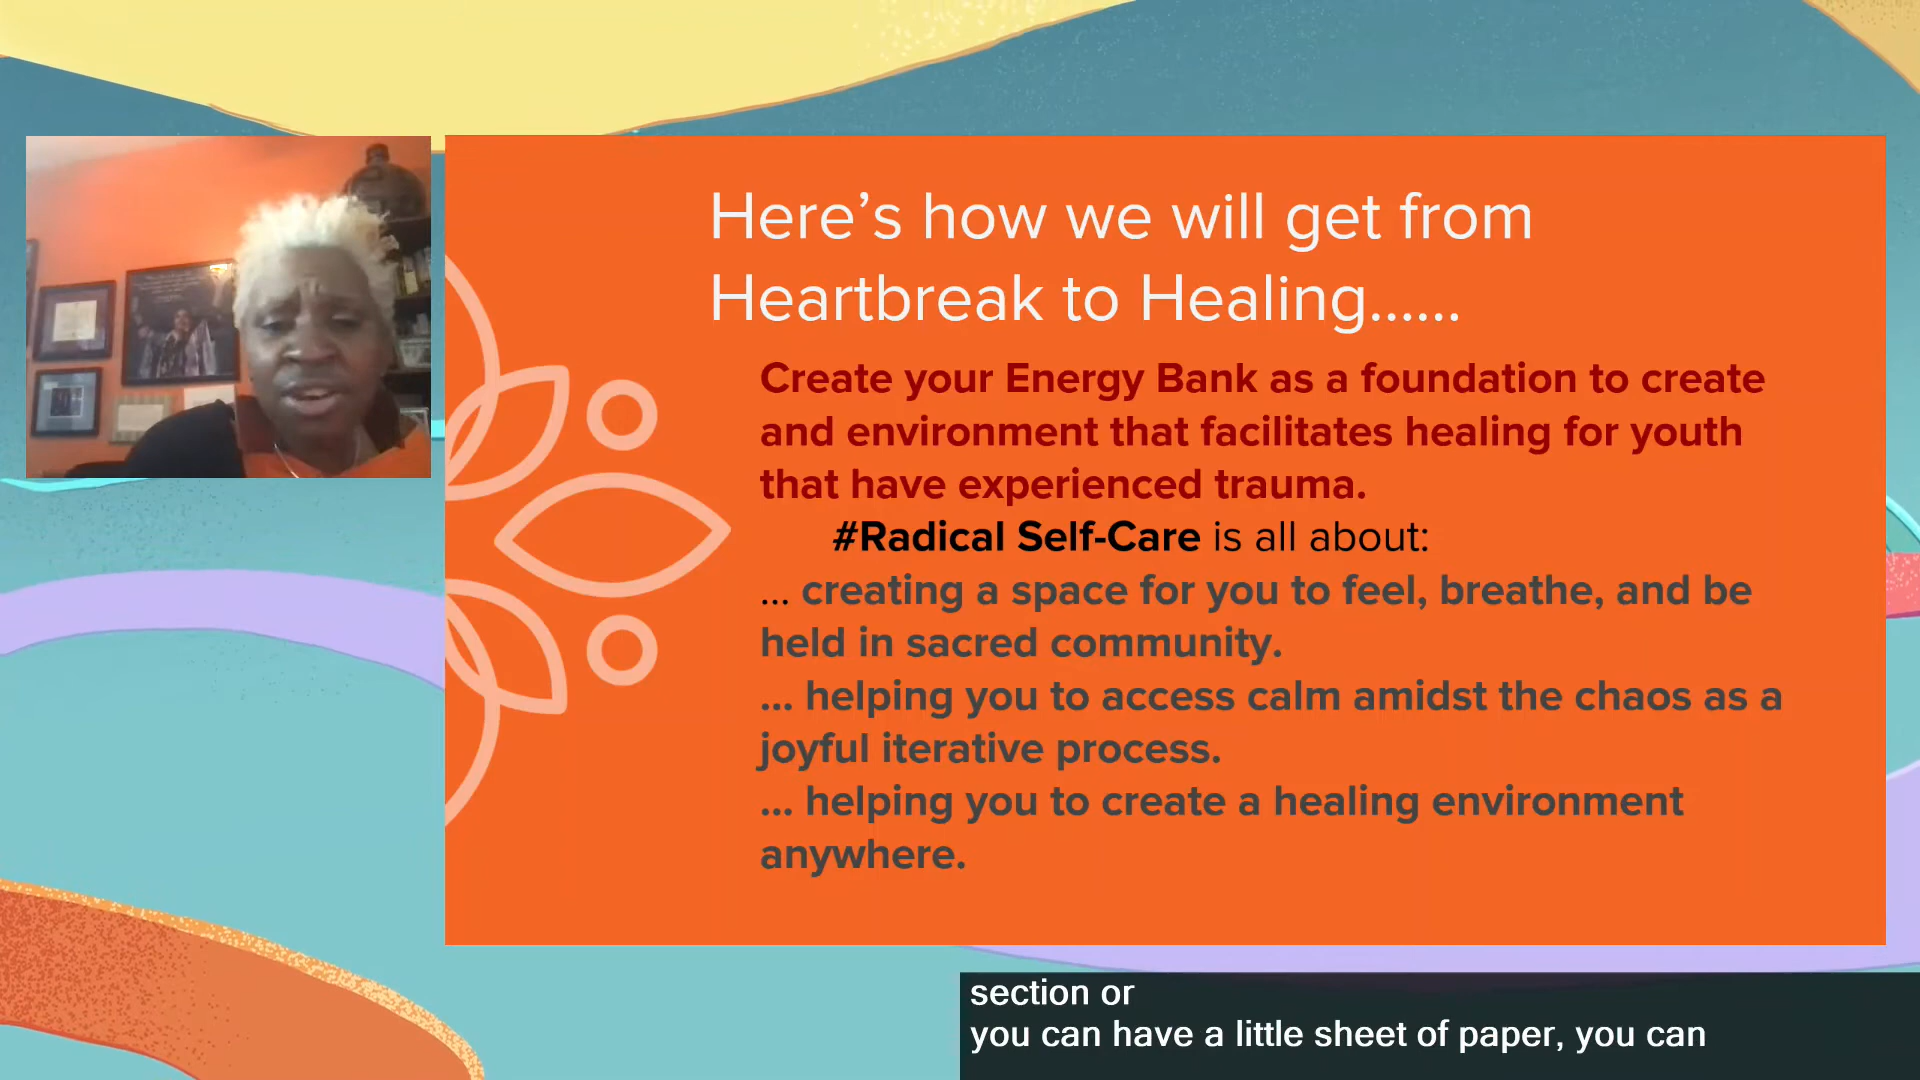 Here’s how we will get from
Heartbreak to Healing......
Create your Energy Bank as a foundation to create
and environment that facilitates healing for youth
that have experienced trauma.
#Radical Self-Care is all about:
... creating a space for you to feel, breathe, and be
held in sacred community.
... helping you to access calm amidst the chaos as a
joyful iterative process.
... helping you to create a healing environment
anywhere.
section or
you can have a little sheet of paper, you can